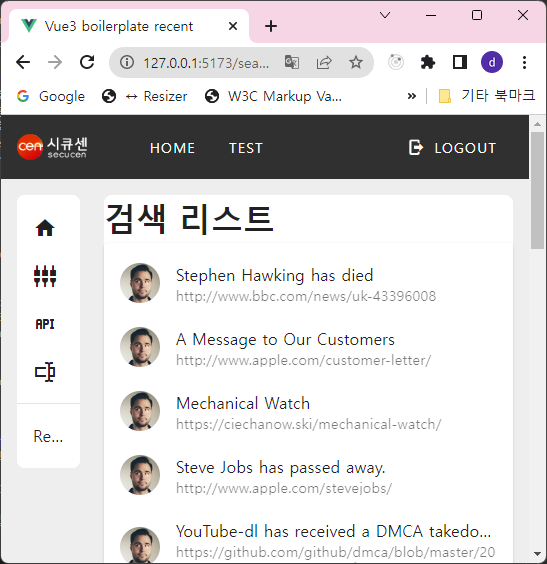 Vue3 boilerplate recent
127.0.0.1:5173/sea...
Google
↔ Resizer
W3C Markup Va...
»
기타 북마크
d
cen 시큐센
secucen
HOME
TEST
LOGOUT
API
Re...
검색 리스트
Stephen Hawking has died
http://www.bbc.com/news/uk-43396008
A Message to Our Customers
http://www.apple.com/customer-letter/
Mechanical Watch
https://ciechanow.ski/mechanical-watch/
Steve Jobs has passed away.
http://www.apple.com/stevejobs/
YouTube-dl has received a DMCA takedo...
https://github.com/github/dmca/blob/master/20